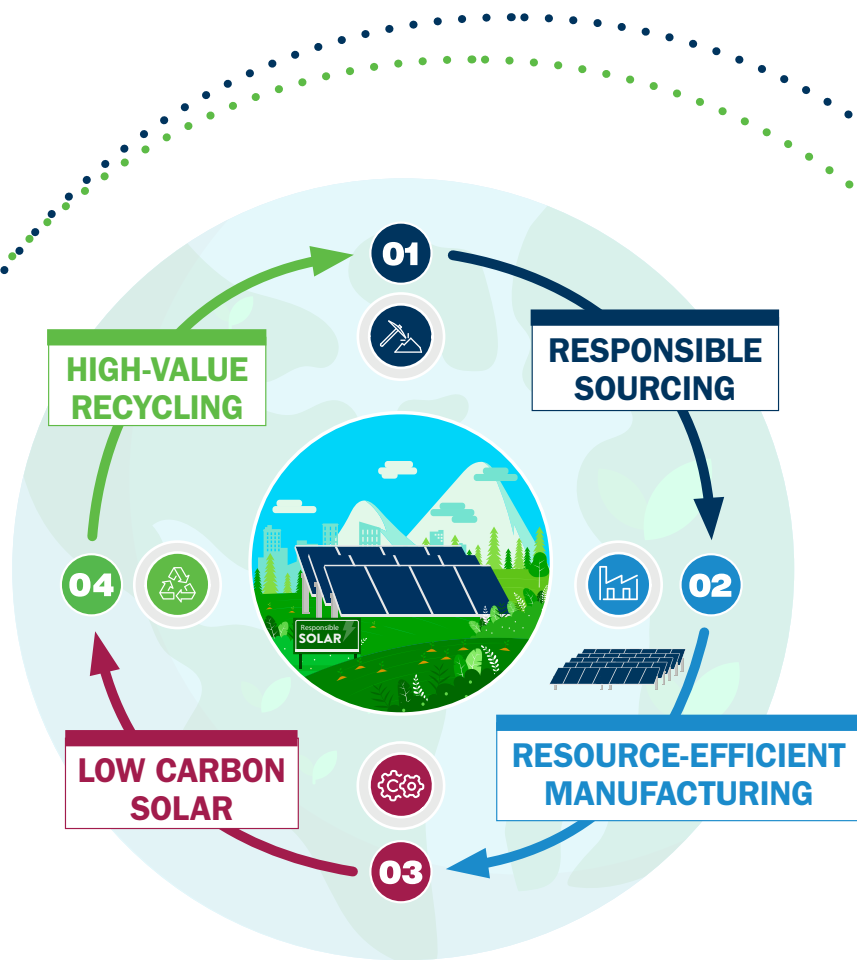 01
RESPONSIBLE
SOURCING
02
RESOURCE-EFFICIENT
MANUFACTURING
03
LOW CARBON
SOLAR
04
HIGH-VALUE
RECYCLING
Responsible
SOLAR